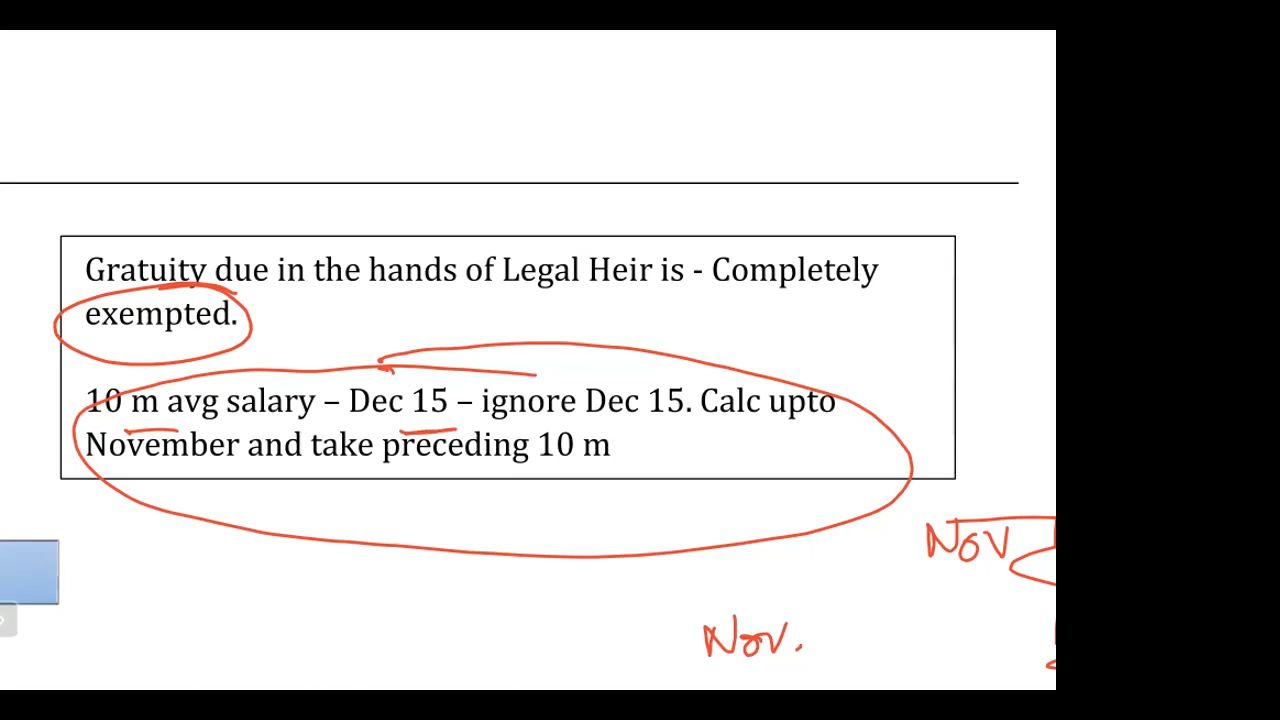 Gratuity due in the hands of Legal Heir is - Completely
exempted.
10 m avg salary – Dec 15 – ignore Dec 15. Calc upto
November and take preceding 10 m
Nov
Nov.